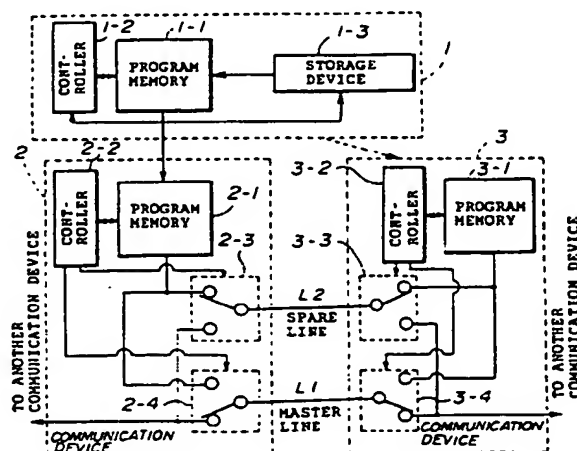 1-2
1-1
1-3
1
CONT-
ROLLER
PROGRAM
MEMORY
STORAGE
DEVICE
2
2-2
CONT-
ROLLER
PROGRAM
MEMORY
2-1
2-3
3
3-2
3-1
CONT-
ROLLER
PROGRAM
MEMORY
3-3
L2
SPARE
LINE
2-4
L1
MASTER
LINE
3-4
TO ANOTHER
COMMUNICATION DEVICE
TO ANOTHER
COMMUNICATION DEVICE
COMMUNICATION
DEVICE
COMMUNICATION
DEVICE